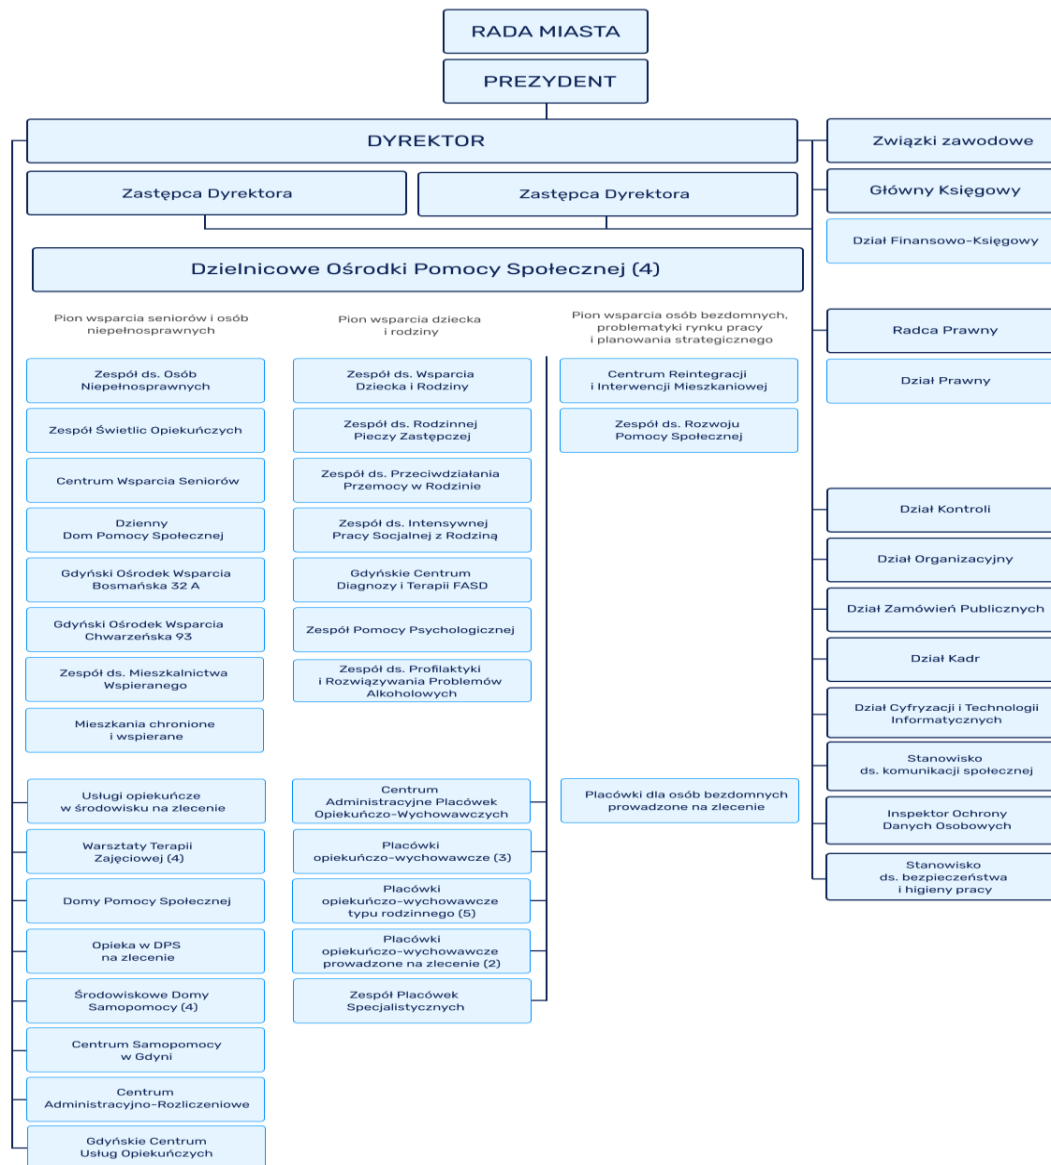 RADA MIASTA
PREZYDENT
DYREKTOR
Zastępca Dyrektora
Zastępca Dyrektora
Dzielnicowe Ośrodki Pomocy Społecznej (4)
Pion wsparcia seniorów i osób
niepełnosprawnych
Zespół ds. Osób
Niepełnosprawnych
Zespół Świetlic Opiekuńczych
Centrum Wsparcia Seniorów
Dzienny
Dom Pomocy Społecznej
Gdyński Ośrodek Wsparcia
Bosmańska 32 A
Gdyński Ośrodek Wsparcia
Chwarzeńska 93
Zespół ds. Mieszkalnictwa
Wspieranego
Mieszkania chronione
i wspierane
Usługi opiekuńcze
w środowisku na zlecenie
Warsztaty Terapii
Zajęciowej (4)
Domy Pomocy Społecznej
Opieka w DPS
na zlecenie
Środowiskowe Domy
Samopomocy (4)
Centrum Samopomocy
w Gdyni
Centrum
Administracyjno-Rozliczeniowe
Gdyńskie Centrum
Usług Opiekuńczych
Pion wsparcia dziecka
i rodziny
Zespół ds. Wsparcia
Dziecka i Rodziny
Zespół ds. Rodzinnej
Pieczy Zastępczej
Zespół ds. Przeciwdziałania
Przemocy w Rodzinie
Zespół ds. Intensywnej
Pracy Socjalnej z Rodziną
Gdyńskie Centrum
Diagnozy i Terapii FASD
Zespół Pomocy Psychologicznej
Zespół ds. Profilaktyki
i Rozwiązywania Problemów
Alkoholowych
Centrum
Administracyjne Placówek
Opiekuńczo-Wychowawczych
Placówki
opiekuńczo-wychowawcze (3)
Placówki
opiekuńczo-wychowawcze
typu rodzinnego (5)
Placówki
opiekuńczo-wychowawcze
prowadzone na zlecenie (2)
Zespół Placówek
Specjalistycznych
Pion wsparcia osób bezdomnych,
problematyki rynku pracy
i planowania strategicznego
Centrum Reintegracji
i Interwencji Mieszkaniowej
Zespół ds. Rozwoju
Pomocy Społecznej
Placówki dla osób bezdomnych
prowadzone na zlecenie
Związki zawodowe
Główny Księgowy
Dział Finansowo-Księgowy
Radca Prawny
Dział Prawny
Dział Kontroli
Dział Organizacyjny
Dział Zamówień Publicznych
Dział Kadr
Dział Cyfryzacji i Technologii
Informatycznych
Stanowisko
ds. komunikacji społecznej
Inspektor Ochrony
Danych Osobowych
Stanowisko
ds. bezpieczeństwa
i higieny pracy